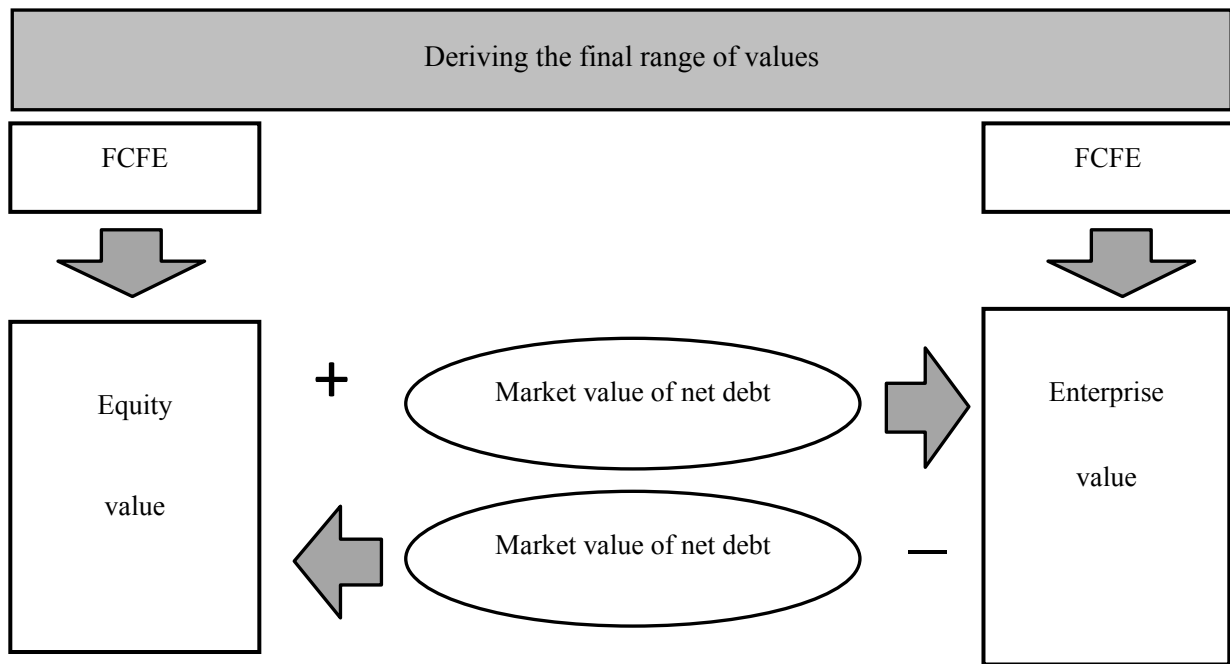 Deriving the final range of values
FCFE
FCFE
Equity
value
+
Market value of net debt
Enterprise
value
Market value of net debt
—